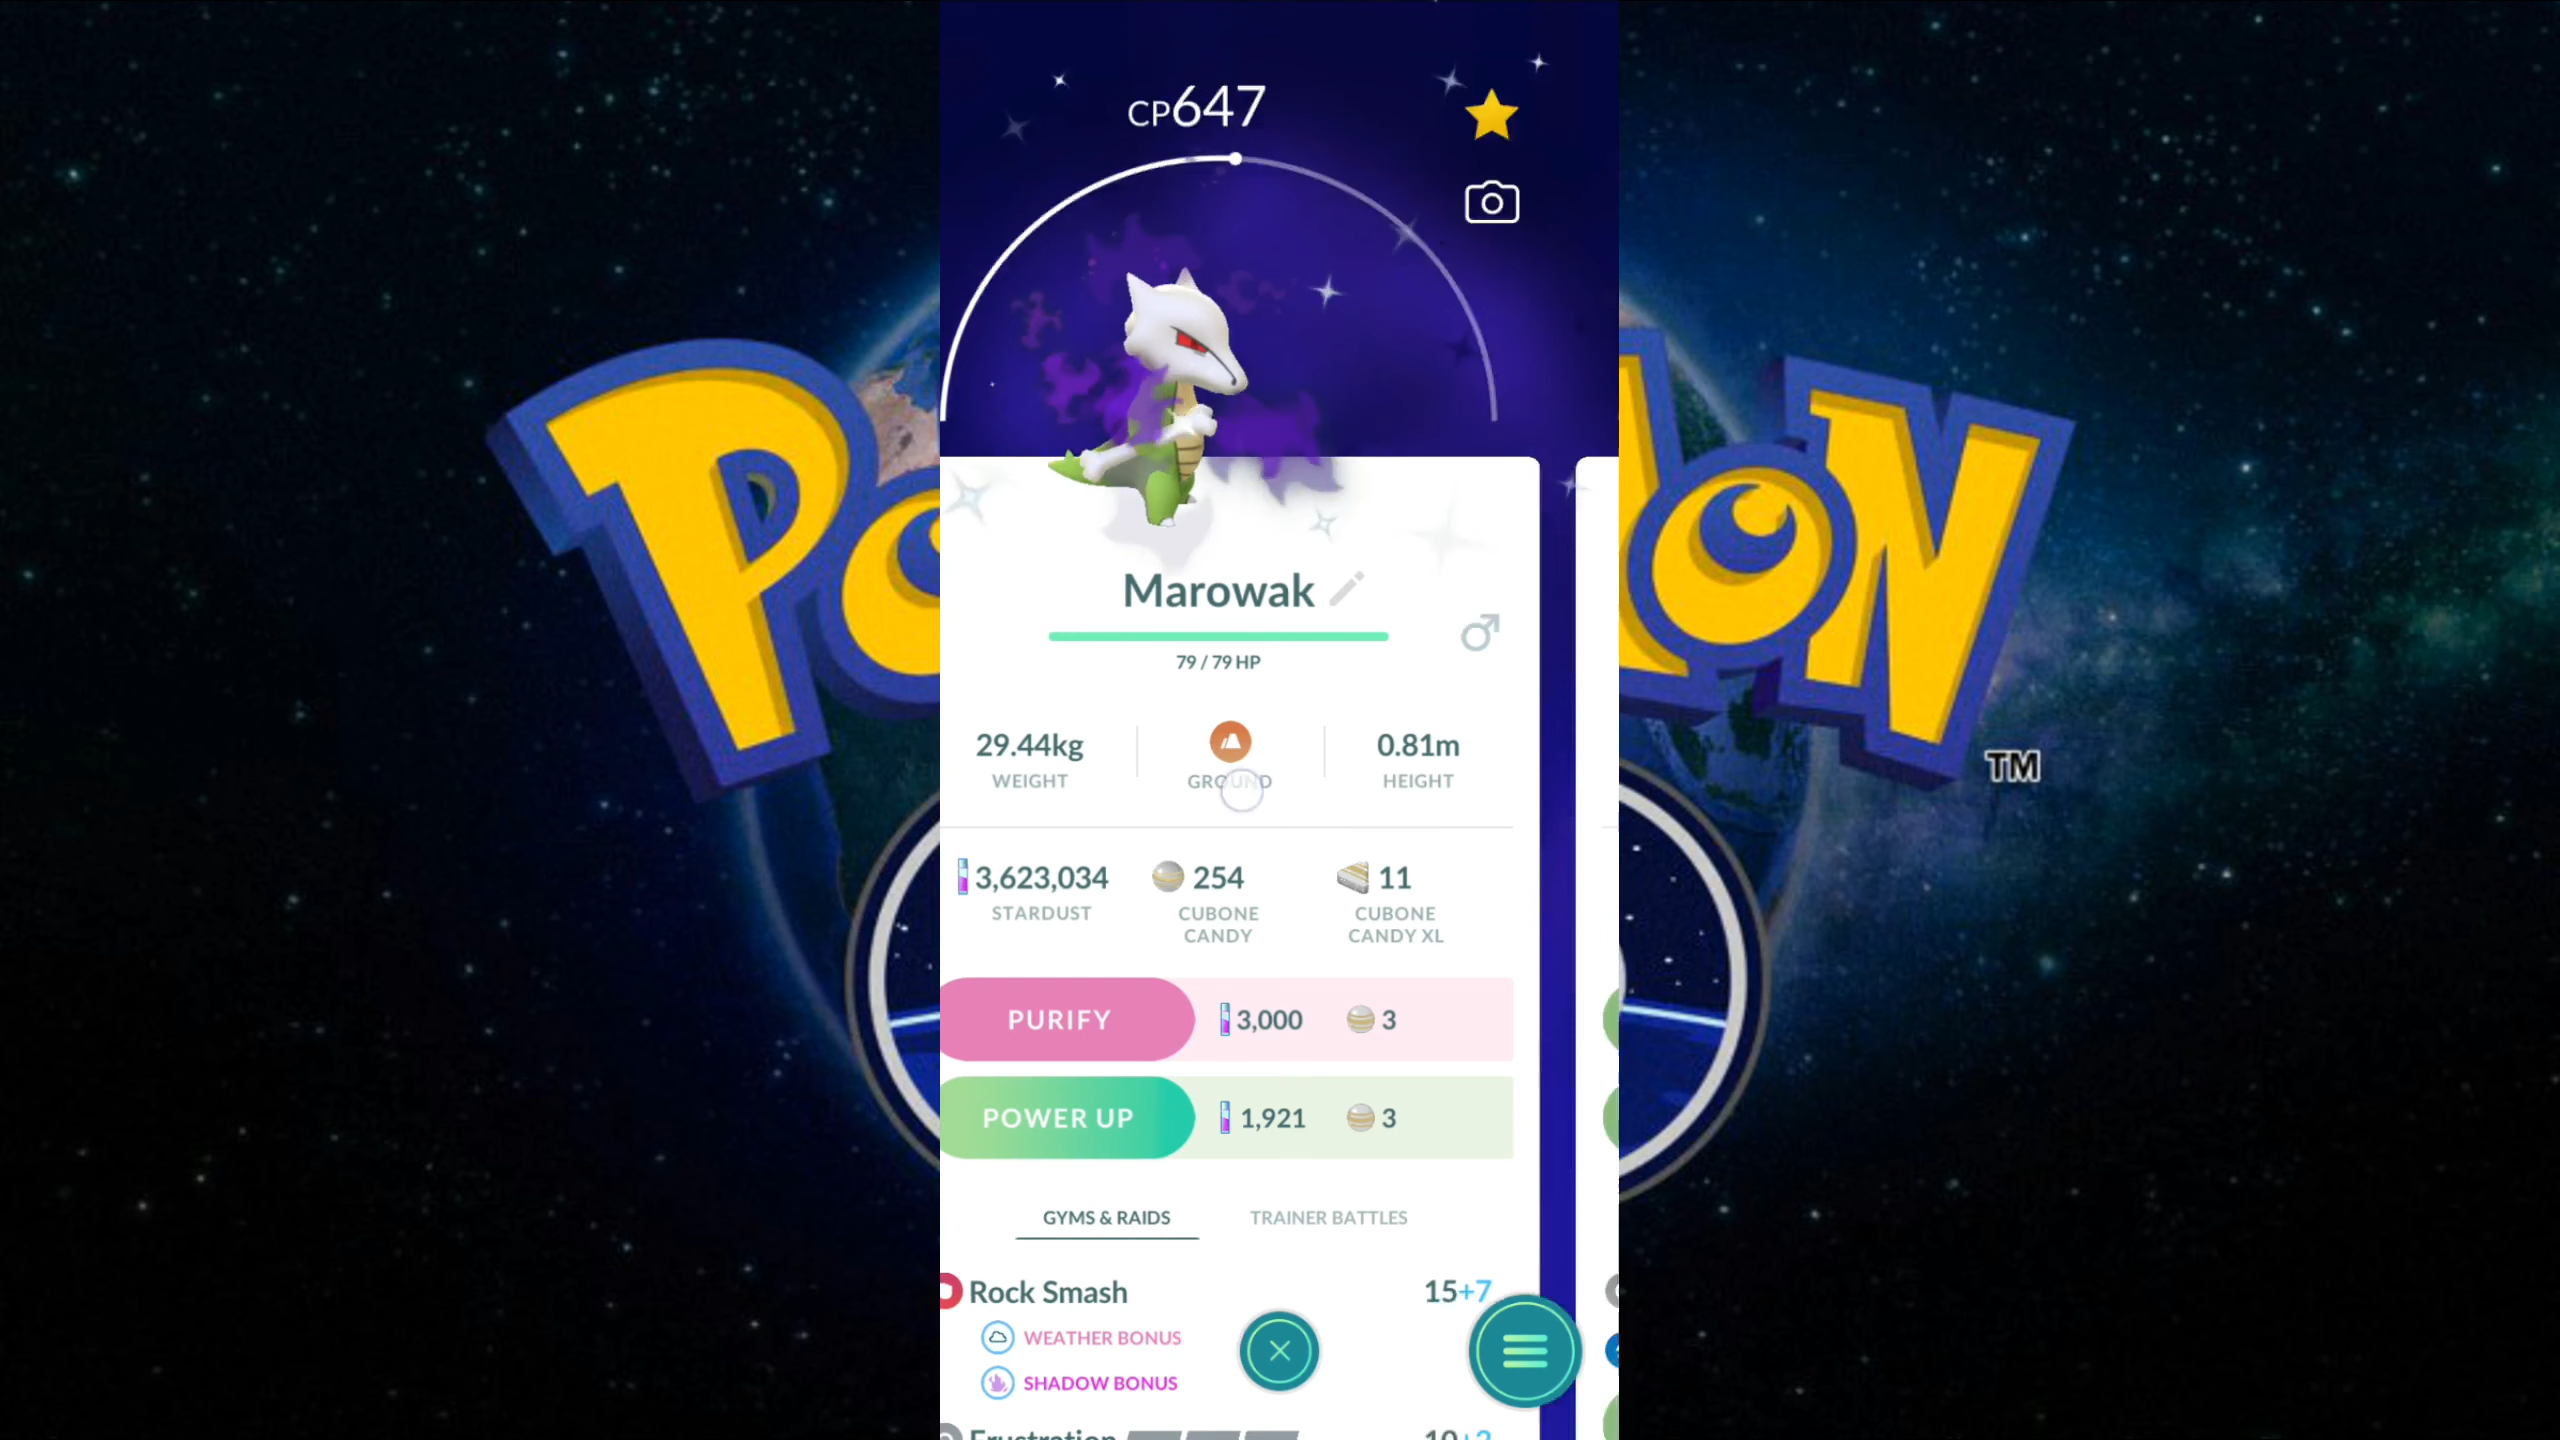 CP647
Marowak
79 / 79 HP
29.44kg
WEIGHT
GROUND
0.81m
HEIGHT
3,623,034
STARDUST
254
CUBONE
CANDY
11
CUBONE
CANDY XL
PURIFY 3,000 3
POWER UP 1,921 3
GYMS & RAIDS TRAINER BATTLES
Rock Smash 15+7
WEATHER BONUS
SHADOW BONUS
Frustration
TM